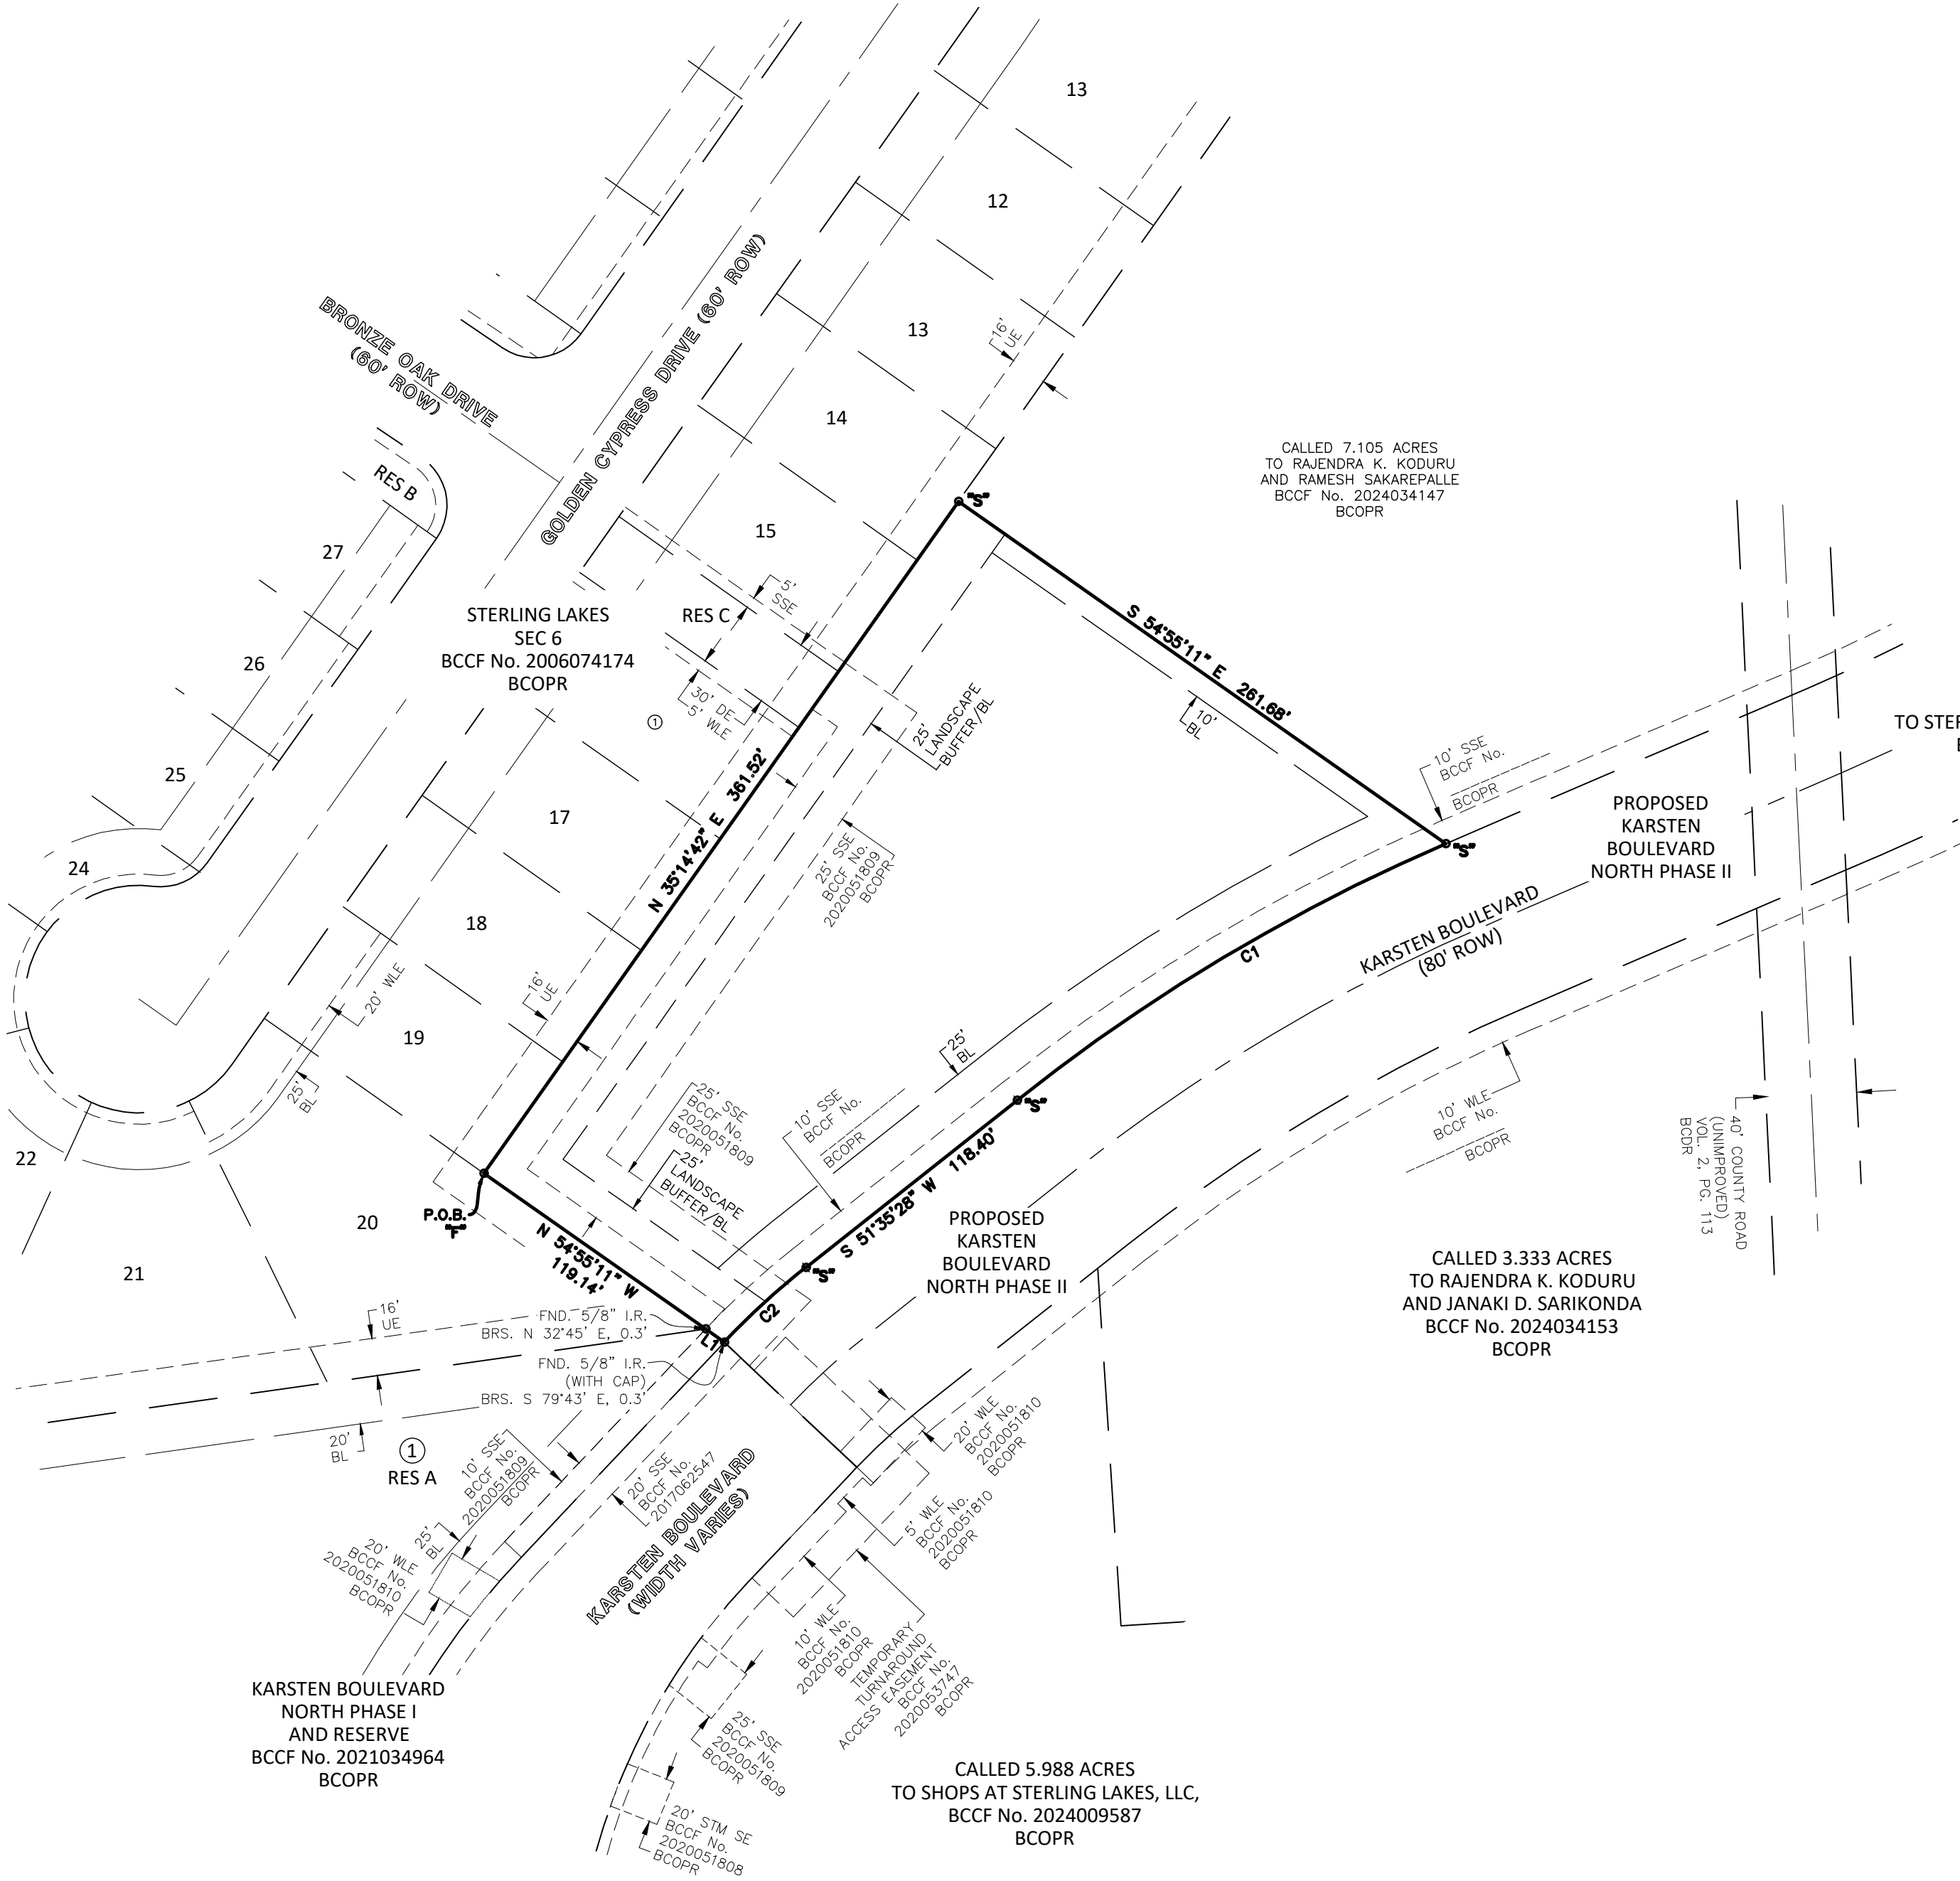 13
12
13
14
15
16'
UE
BRONZE OAK DRIVE
(60' ROW)
GOLDEN CYPRESS DRIVE (60' ROW)
RES B
27
26
25
24
22
21
20
19
18
17
STERLING LAKES
SEC 6
BCCF No. 2006074174
BCOPR
RES C
5'
SSE
30' DE
5' WLE
1
CALLED 7.105 ACRES
TO RAJENDRA K. KODURU
AND RAMESH SAKAREPALLE
BCCF No. 2024034147
BCOPR
"S"
S 54°55'11" E 261.68'
10'
BL
25'
LANDSCAPE
BUFFER/BL
N 35°14'42" E 361.52'
25' SSE
BCCF No.
2020051809
BCOPR
10' SSE
BCCF No.
BCOPR
"S"
TO STER
PROPOSED
KARSTEN
BOULEVARD
NORTH PHASE II
KARSTEN BOULEVARD
(80' ROW)
C1
20' WLE
16'
UE
25'
BL
25'
BL
10' SSE
BCCF No.
BCOPR
25' SSE
BCCF No.
2020051809
BCOPR
25'
LANDSCAPE
BUFFER/BL
"S"
S 51°35'28" W 118.40'
"S"
10' WLE
BCCF No.
BCOPR
40' COUNTY ROAD
(UNIMPROVED)
VOL. 2, PG. 113
BCDR
P.O.B.
"F"
N 54°55'11" W
119.14'
C2
L1
PROPOSED
KARSTEN
BOULEVARD
NORTH PHASE II
CALLED 3.333 ACRES
TO RAJENDRA K. KODURU
AND JANAKI D. SARIKONDA
BCCF No. 2024034153
BCOPR
16'
UE
FND. 5/8" I.R.
BRS. N 32°45' E, 0.3'
FND. 5/8" I.R.
(WITH CAP)
BRS. S 79°43' E, 0.3'
20'
BL
1
RES A
10' SSE
BCCF No.
2020051809
BCOPR
25'
BL
20' WLE
BCCF No.
2020051810
BCOPR
20' SSE
BCCF No.
2017062547
KARSTEN BOULEVARD
(WIDTH VARIES)
20' WLE
BCCF No.
2020051810
BCOPR
5' WLE
BCCF No.
2020051810
BCOPR
10' WLE
BCCF No.
2020051810
BCOPR
TEMPORARY
TURNAROUND
ACCESS EASEMENT
BCCF No.
2020053747
BCOPR
25' SSE
BCCF No.
2020051809
BCOPR
20' STM SE
BCCF No.
2020051808
BCOPR
KARSTEN BOULEVARD
NORTH PHASE I
AND RESERVE
BCCF No. 2021034964
BCOPR
CALLED 5.988 ACRES
TO SHOPS AT STERLING LAKES, LLC,
BCCF No. 2024009587
BCOPR